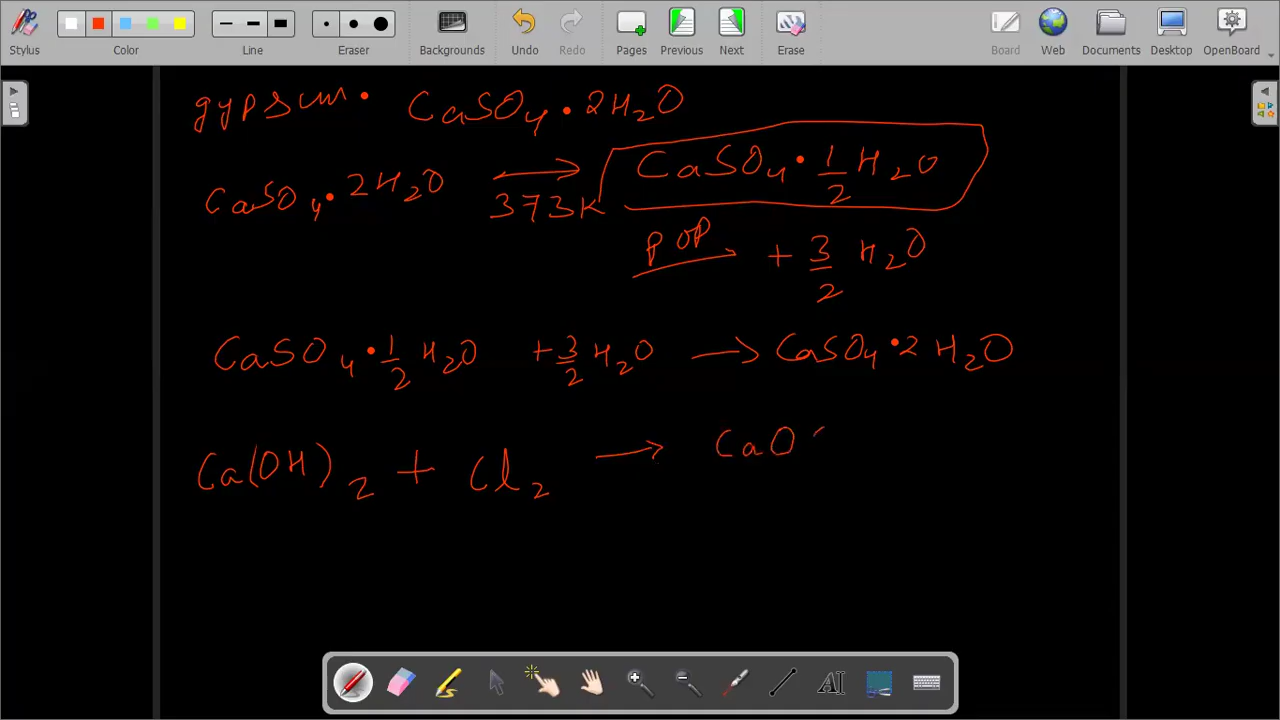 Stylus Color Line Eraser Backgrounds Undo Redo Pages Previous Next Erase Board Web Documents Desktop OpenBoard
gypsum • CaSO₄ • 2H₂O
CaSO₄ • 2H₂O ⟷ CaSO₄ • 1/2 H₂O
373K
POP + 3/2 H₂O
CaSO₄ • 1/2 H₂O + 3/2 H₂O → CaSO₄ • 2H₂O
Ca(OH)₂ + Cl₂ → CaO
AI